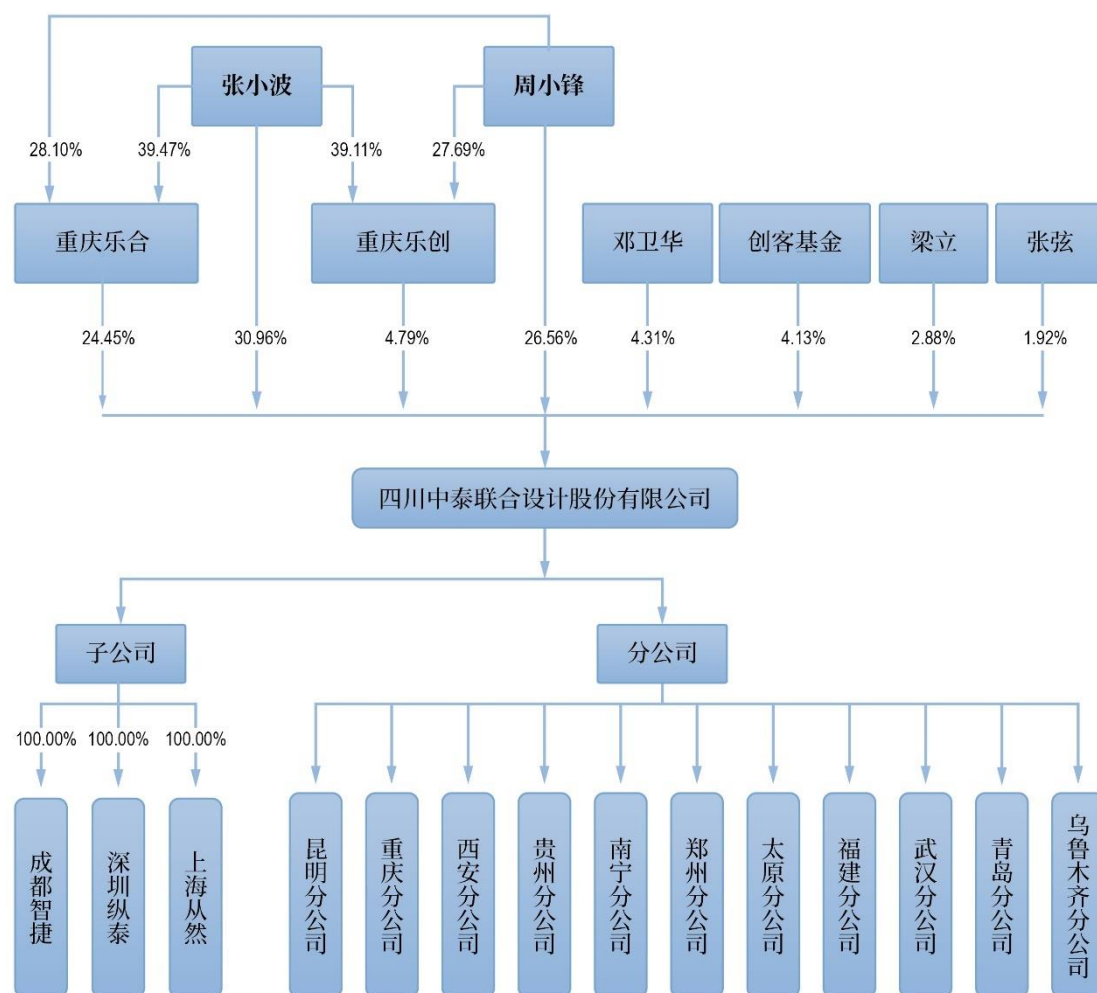 张小波
周小锋
28.10%
39.47%
39.11%
27.69%
重庆乐合
重庆乐创
邓卫华
创客基金
梁立
张弦
24.45%
30.96%
4.79%
26.56%
4.31%
4.13%
2.88%
1.92%
四川中泰联合设计股份有限公司
子公司
分公司
100.00%
100.00%
100.00%
成都智捷
深圳纵泰
上海从然
昆明分公司
重庆分公司
西安分公司
贵州分公司
南宁分公司
郑州分公司
太原分公司
福建分公司
武汉分公司
青岛分公司
乌鲁木齐分公司